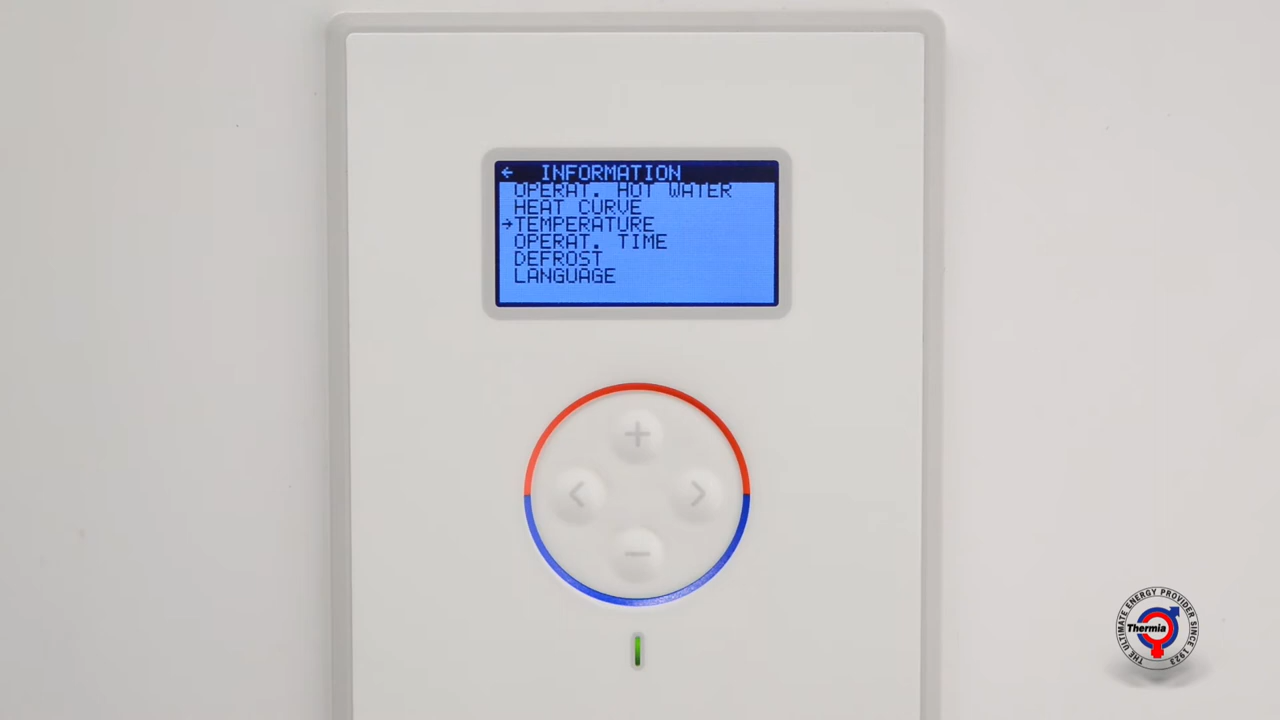 ← INFORMATION
OPERAT. HOT WATER
HEAT CURVE
→TEMPERATURE
OPERAT. TIME
DEFROST
LANGUAGE
THE ULTIMATE ENERGY PROVIDER SINCE 1923
Thermia